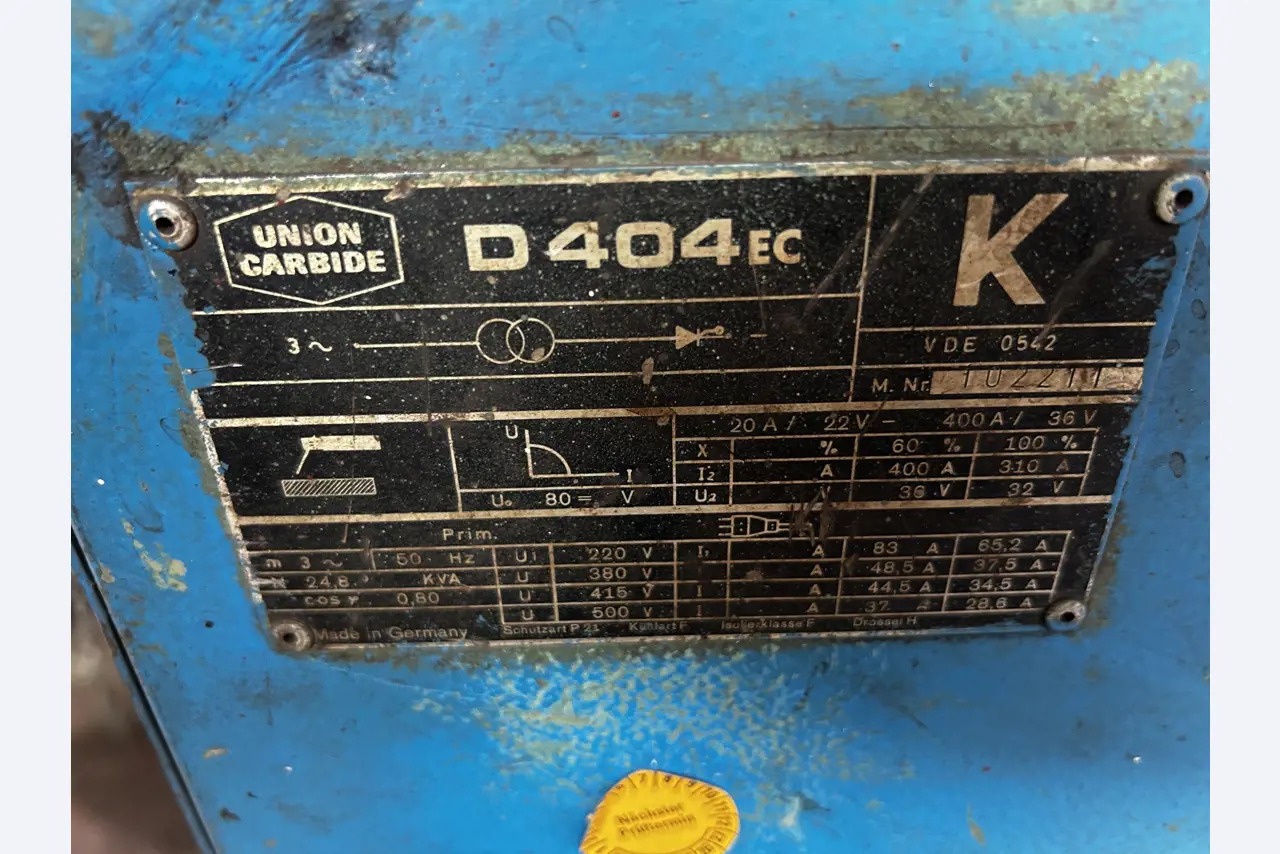 UNION
CARBIDE
D 404 EC
K
3 ~
VDE 0542
M. Nr.
20 A / 22 V – 400 A / 36 V
X % 60 % 100 %
I₂ A 400 A 310 A
U₂ V 36 V 32 V
U
I
U₀ 80 = V
Prim.
m 3 ~ 50 Hz U₁ 220 V I₁ A 83 A 65,2 A
24,8 KVA U 380 V A 48,5 A 37,5 A
cos φ 0,80 U 415 V I A 44,5 A 34,5 A
U 500 V I A 37 28,6 A
Made in Germany
Schutzart P 21 Kühlart F Isolierklasse F Drossel H
Nächster
Prüftermin